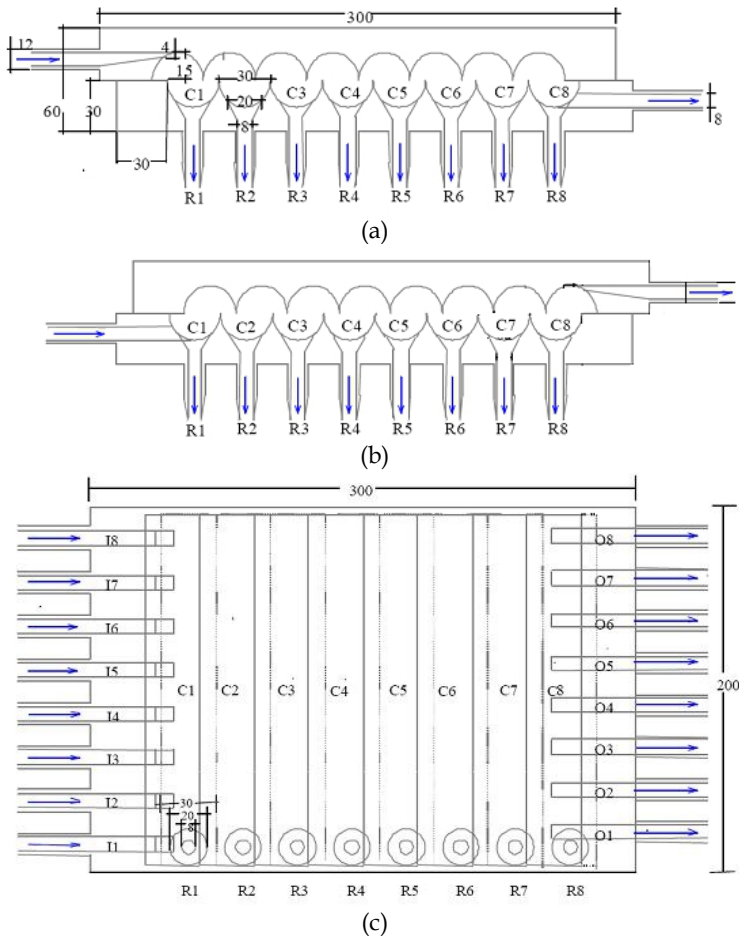 300
12
4
15
30
60
30
20
8
30
8
C1 C3 C4 C5 C6 C7 C8
R1 R2 R3 R4 R5 R6 R7 R8
(a)
C1 C2 C3 C4 C5 C6 C7 C8
R1 R2 R3 R4 R5 R6 R7 R8
(b)
300
I8 O8
I7 O7
I6 O6
I5 O5
C1 C2 C3 C4 C5 C6 C7 C8
200
I4 O4
I3 O3
I2 O2
30
20
8
I1 O1
R1 R2 R3 R4 R5 R6 R7 R8
(c)